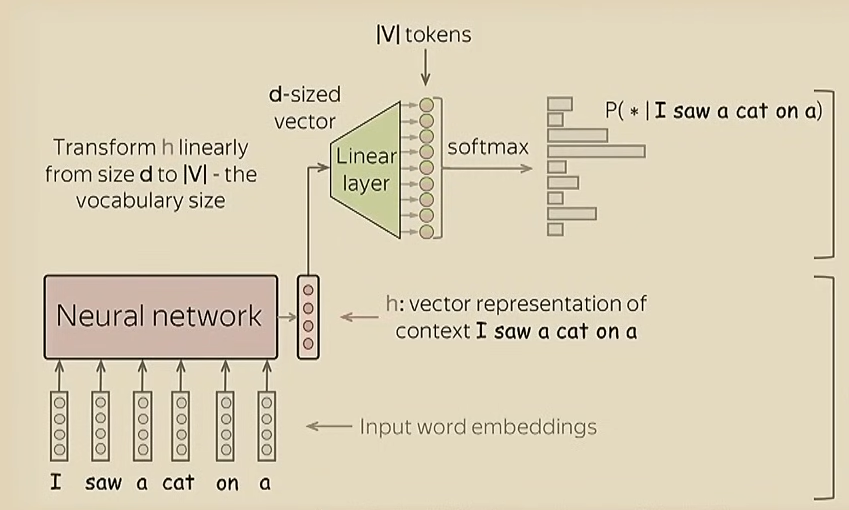 |V| tokens
d-sized
vector
P( * | I saw a cat on a)
Transform h linearly
from size d to |V| - the
vocabulary size
Linear
layer
softmax
Neural network
h: vector representation of
context I saw a cat on a
Input word embeddings
I saw a cat on a